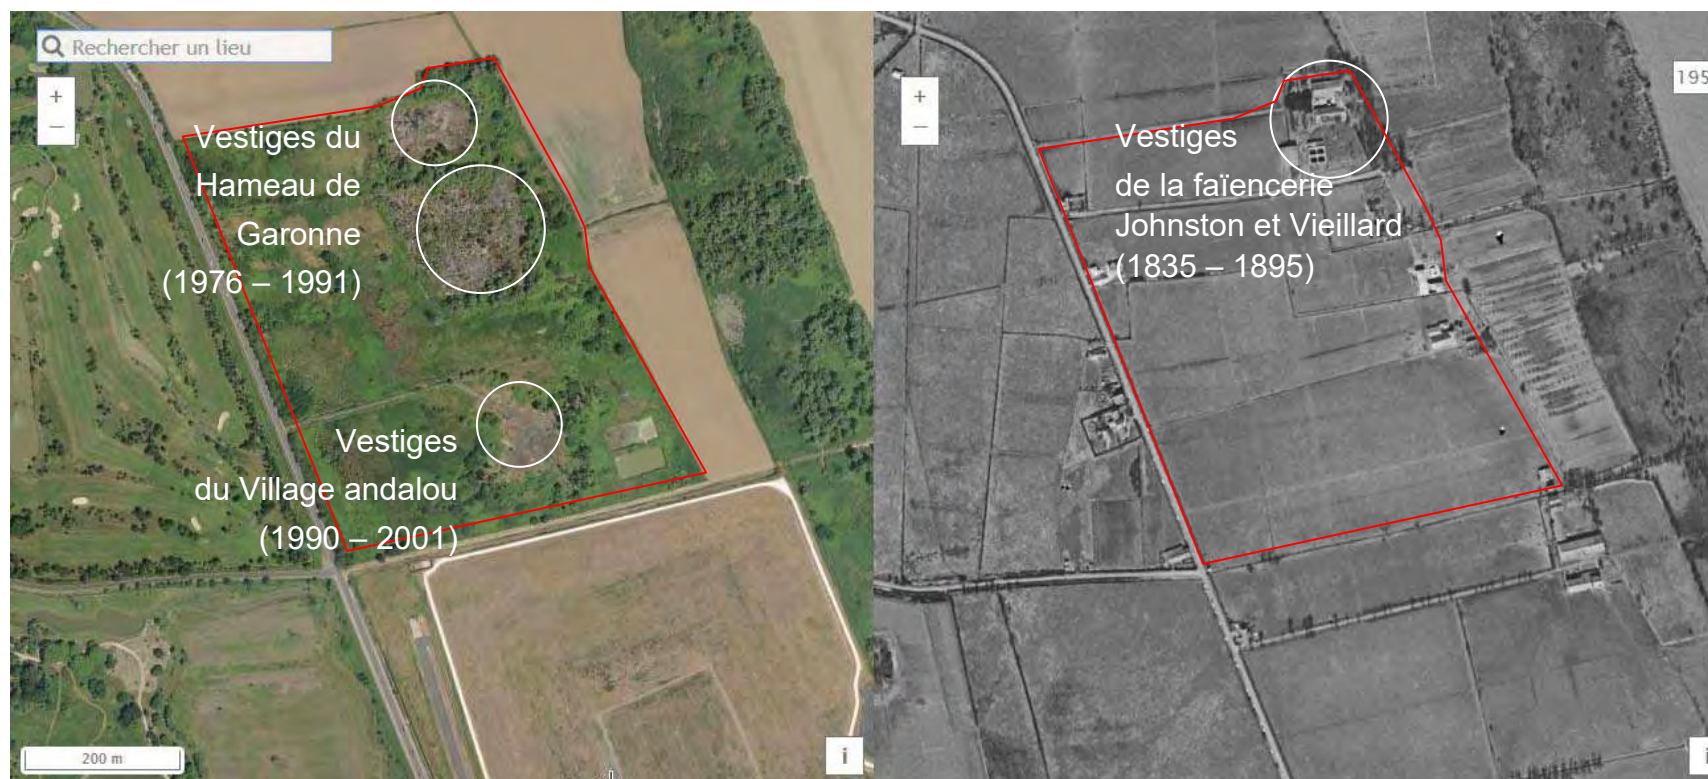 Rechercher un lieu
+
–
Vestiges du
Hameau de
Garonne
(1976 – 1991)
Vestiges
du Village andalou
(1990 – 2001)
200 m
i
+
–
195
Vestiges
de la faïencerie
Johnston et Vieillard
(1835 – 1895)
i